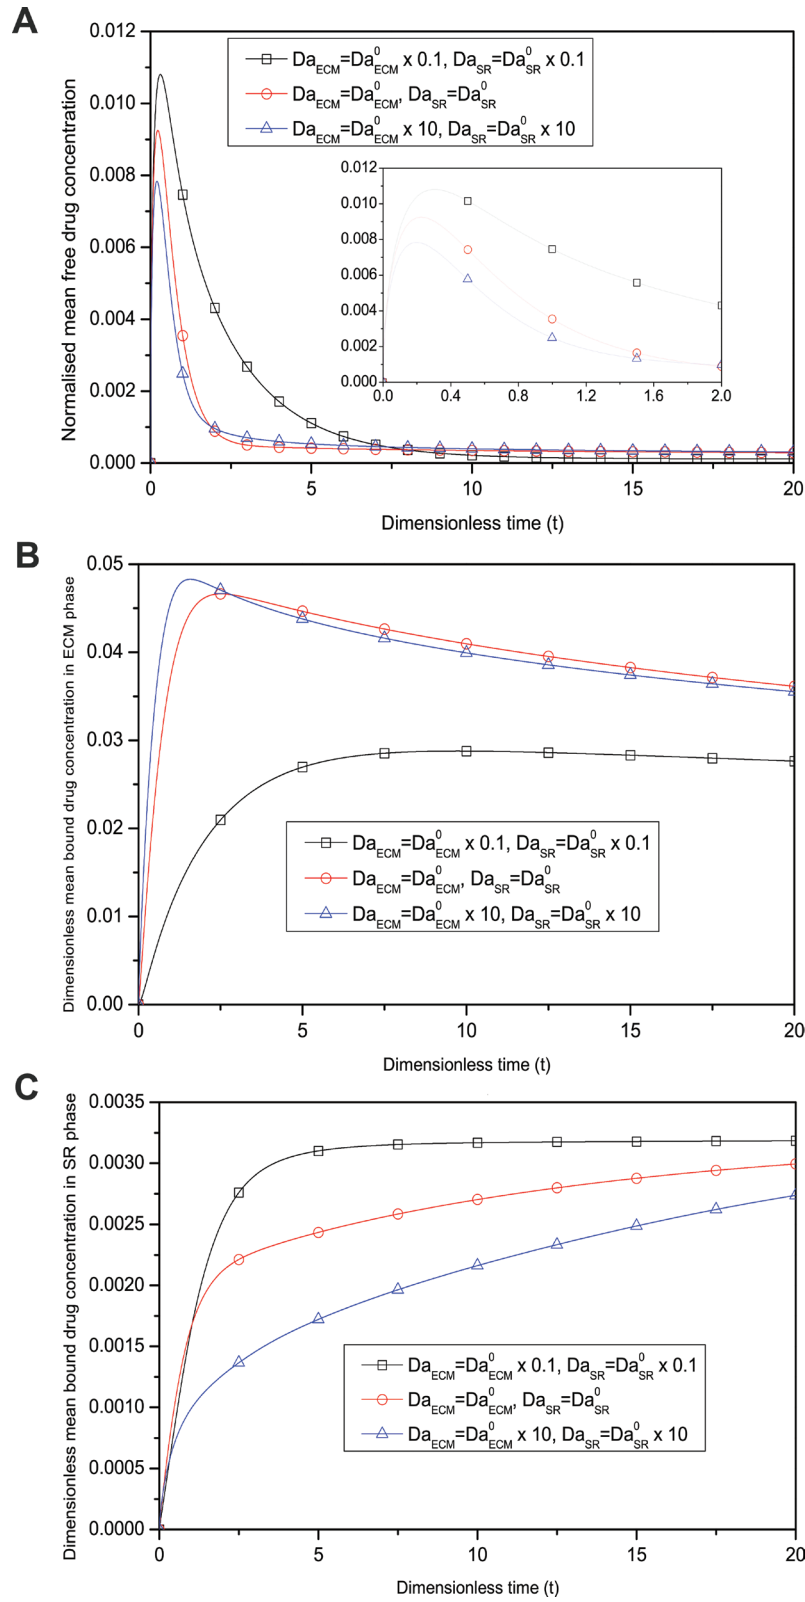 A
Normalised mean free drug concentration
0.012
0.010
0.008
0.006
0.004
0.002
0.000
Da_ECM=Da^0_ECM x 0.1, Da_SR=Da^0_SR x 0.1
Da_ECM=Da^0_ECM, Da_SR=Da^0_SR
Da_ECM=Da^0_ECM x 10, Da_SR=Da^0_SR x 10
0.012
0.010
0.008
0.006
0.004
0.002
0.000
0.0 0.4 0.8 1.2 1.6 2.0
0 5 10 15 20
Dimensionless time (t)
B
Dimensionless mean bound drug concentration in ECM phase
0.05
0.04
0.03
0.02
0.01
0.00
Da_ECM=Da^0_ECM x 0.1, Da_SR=Da^0_SR x 0.1
Da_ECM=Da^0_ECM, Da_SR=Da^0_SR
Da_ECM=Da^0_ECM x 10, Da_SR=Da^0_SR x 10
0 5 10 15 20
Dimensionless time (t)
C
Dimensionless mean bound drug concentration in SR phase
0.0035
0.0030
0.0025
0.0020
0.0015
0.0010
0.0005
0.0000
Da_ECM=Da^0_ECM x 0.1, Da_SR=Da^0_SR x 0.1
Da_ECM=Da^0_ECM, Da_SR=Da^0_SR
Da_ECM=Da^0_ECM x 10, Da_SR=Da^0_SR x 10
0 5 10 15 20
Dimensionless time (t)